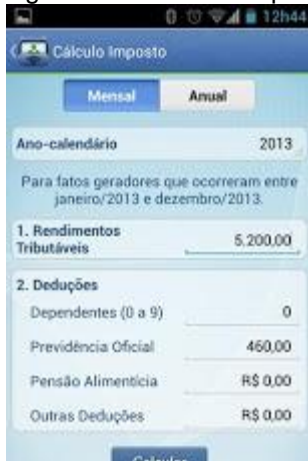 12h44
Cálculo Imposto
Mensal Anual
Ano-calendário 2013
Para fatos geradores que ocorreram entre
janeiro/2013 e dezembro/2013.
1. Rendimentos
Tributáveis 5.200,00
2. Deduções
Dependentes (0 a 9) 0
Previdência Oficial 460,00
Pensão Alimentícia R$ 0,00
Outras Deduções R$ 0,00
Calcular